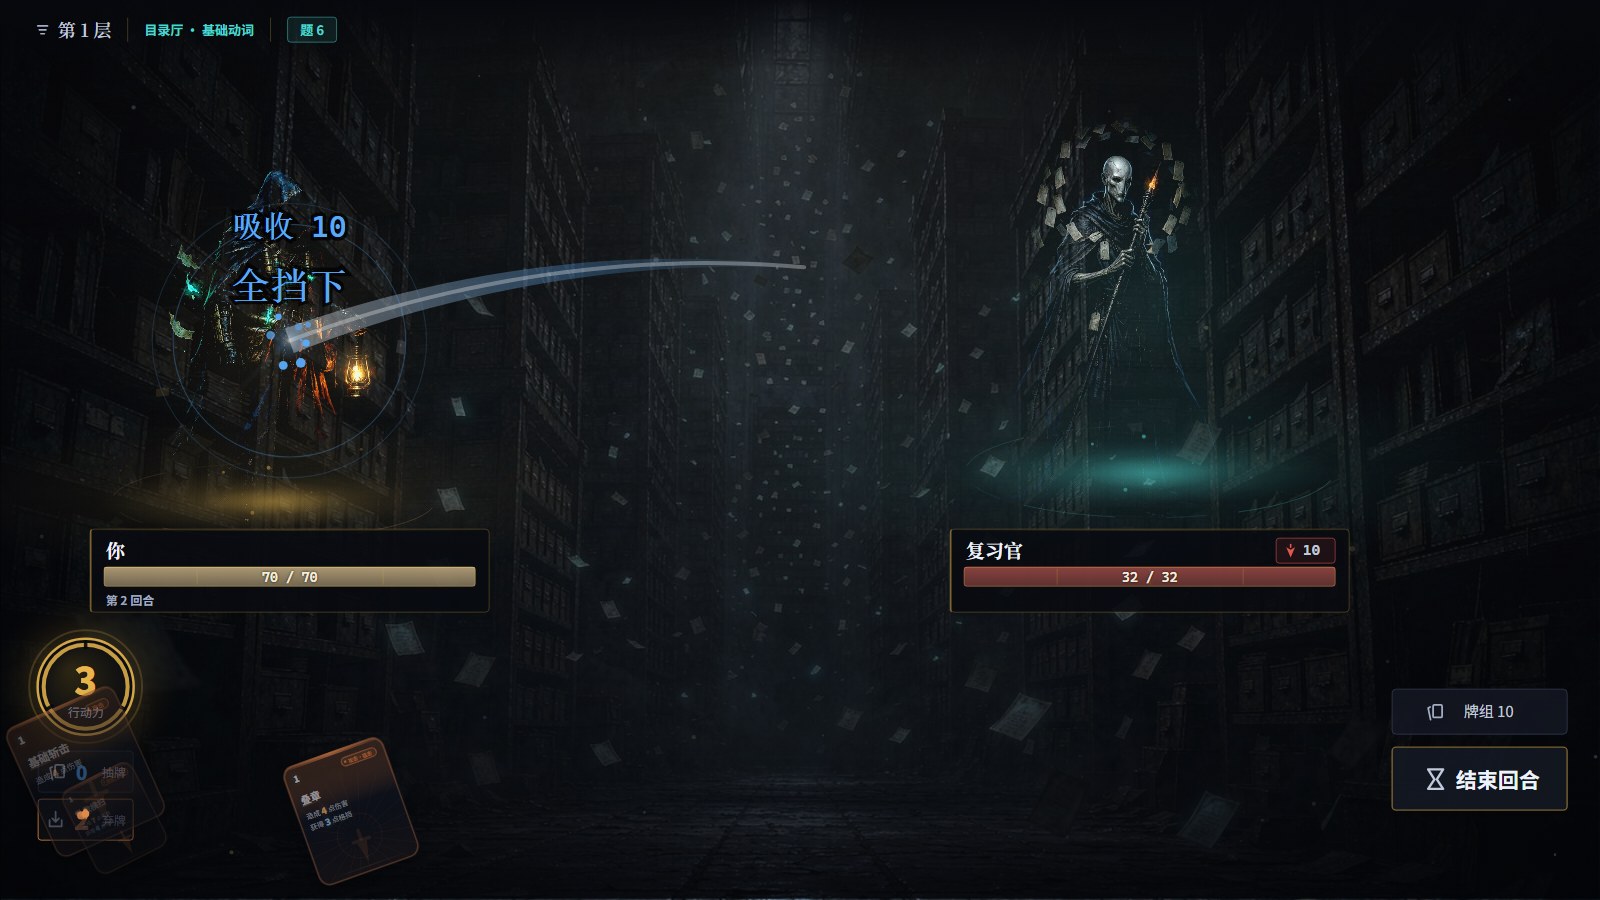 第 1 层
目录厅 · 基础动词
题 6
吸收 10
全挡下
你
70 / 70
第 2 回合
复习官
10
32 / 32
3
行动力
1
基础斩击
0 抽牌
弃牌
1
叠章
造成 4 点伤害
获得 3 点格挡
牌组 10
结束回合